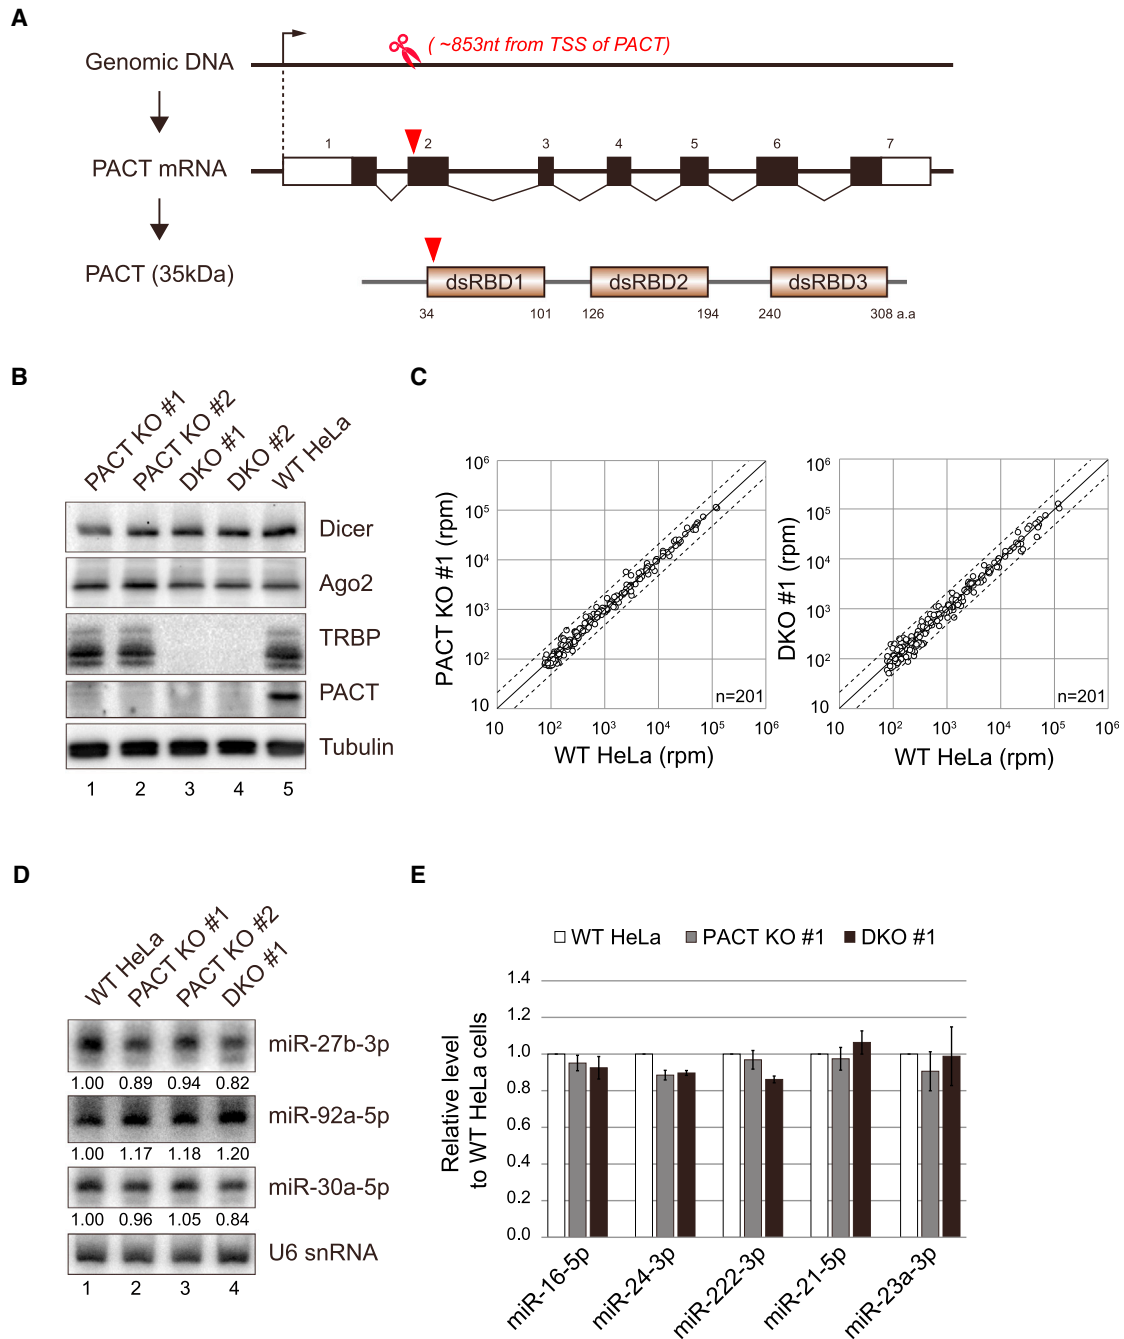 A
Genomic DNA
( ~853nt from TSS of PACT)
PACT mRNA
1 2 3 4 5 6 7
PACT (35kDa)
dsRBD1 dsRBD2 dsRBD3
34 101 126 194 240 308 a.a
B
PACT KO #1
PACT KO #2
DKO #1
DKO #2
WT HeLa
Dicer
Ago2
TRBP
PACT
Tubulin
1 2 3 4 5
C
PACT KO #1 (rpm)
10⁶
10⁵
10⁴
10³
10²
10
n=201
10 10² 10³ 10⁴ 10⁵ 10⁶
WT HeLa (rpm)
DKO #1 (rpm)
10⁶
10⁵
10⁴
10³
10²
10
n=201
10 10² 10³ 10⁴ 10⁵ 10⁶
WT HeLa (rpm)
D
WT HeLa
PACT KO #1
PACT KO #2
DKO #1
miR-27b-3p
1.00 0.89 0.94 0.82
miR-92a-5p
1.00 1.17 1.18 1.20
miR-30a-5p
1.00 0.96 1.05 0.84
U6 snRNA
1 2 3 4
E
WT HeLa PACT KO #1 DKO #1
Relative level
to WT HeLa cells
1.4
1.2
1.0
0.8
0.6
0.4
0.2
0.0
miR-16-5p
miR-24-3p
miR-222-3p
miR-21-5p
miR-23a-3p